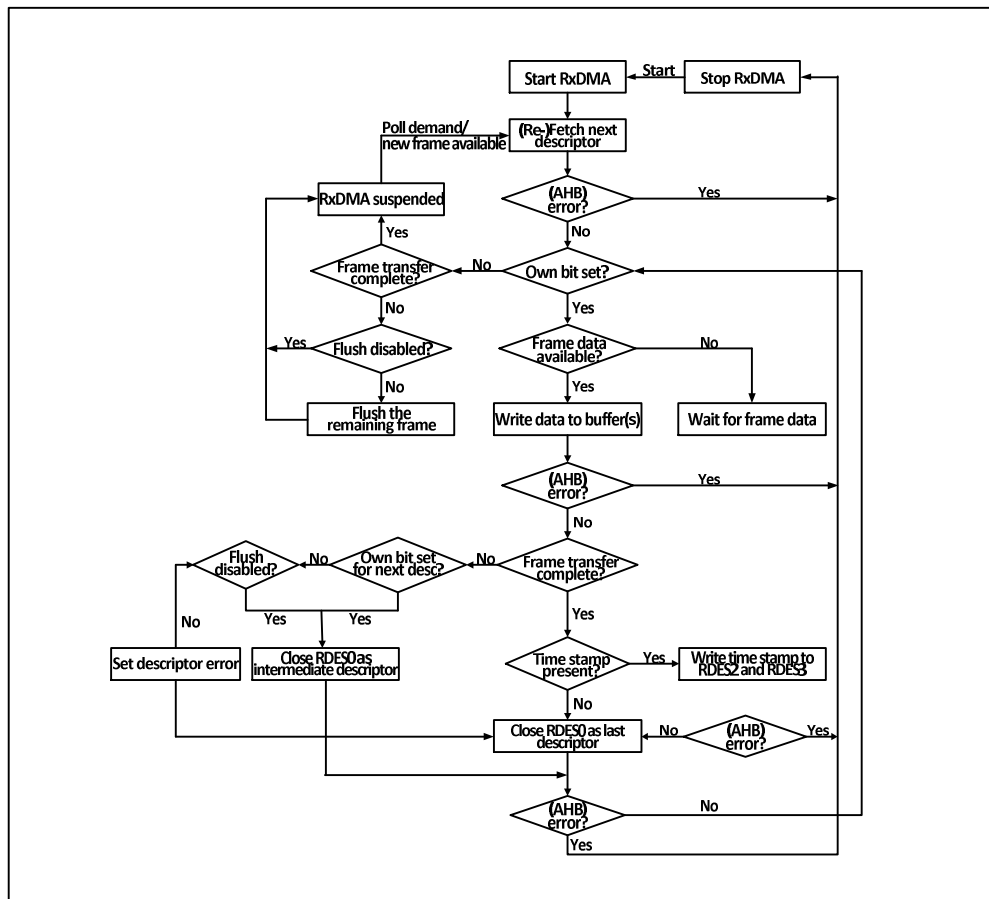 Start RxDMA
Start
Stop RxDMA
Poll demand/
new frame available
(Re-)Fetch next
descriptor
RxDMA suspended
(AHB)
error?
Yes
Yes
No
Frame transfer
complete?
No
Own bit set?
No
Yes
Yes
Flush disabled?
Frame data
available?
No
No
Yes
Flush the
remaining frame
Write data to buffer(s)
Wait for frame data
(AHB)
error?
Yes
No
Flush
disabled?
No
Own bit set
for next desc?
No
Frame transfer
complete?
Yes
Yes
Yes
No
Set descriptor error
Close RDES0 as
intermediate descriptor
Time stamp
present?
Yes
Write time stamp to
RDES2 and RDES3
No
Close RDES0 as last
descriptor
No
(AHB)
error?
Yes
(AHB)
error?
No
Yes